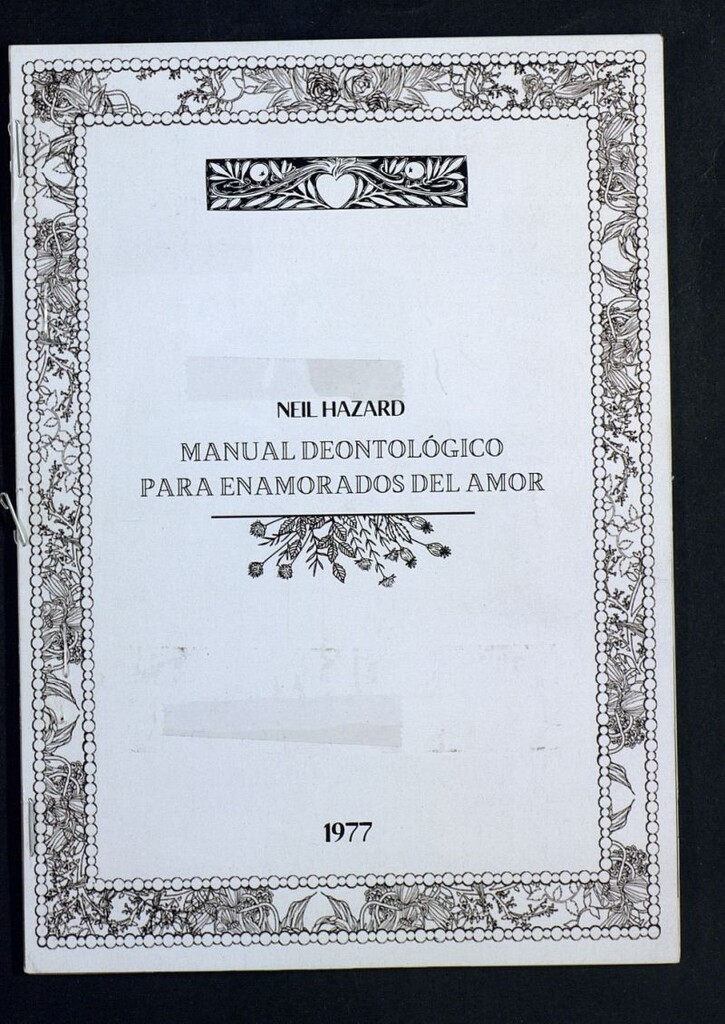 NEIL HAZARD
MANUAL DEONTOLÓGICO
PARA ENAMORADOS DEL AMOR
1977